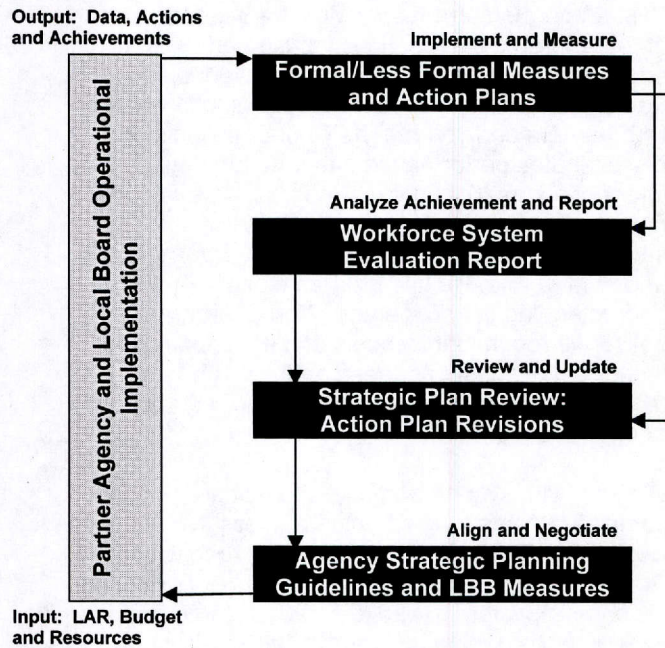 Output: Data, Actions
and Achievements
Partner Agency and Local Board Operational
Implementation
Implement and Measure
Formal/Less Formal Measures
and Action Plans
Analyze Achievement and Report
Workforce System
Evaluation Report
Review and Update
Strategic Plan Review:
Action Plan Revisions
Align and Negotiate
Agency Strategic Planning
Guidelines and LBB Measures
Input: LAR, Budget
and Resources